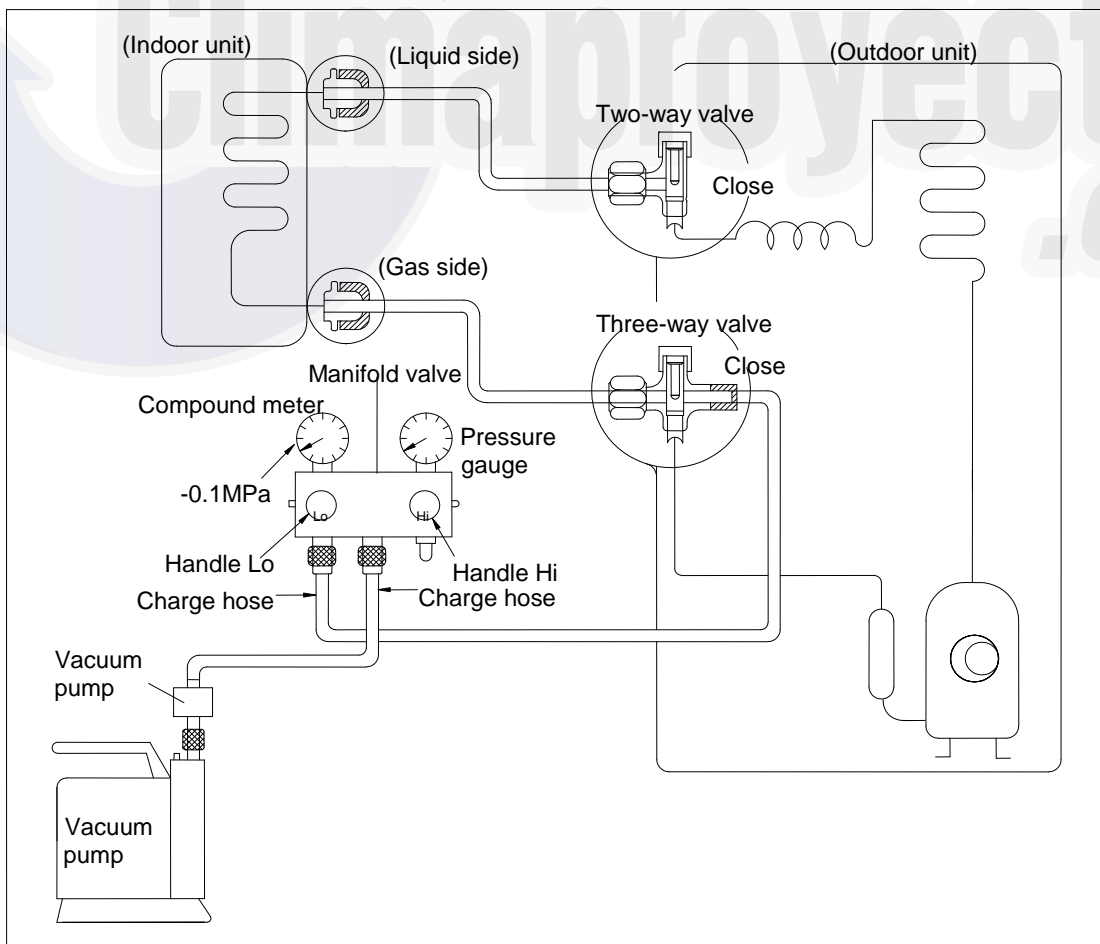 Climaproyect
.c
(Indoor unit)
(Liquid side)
(Outdoor unit)
Two-way valve
Close
(Gas side)
Three-way valve
Close
Manifold valve
Compound meter
Pressure
gauge
-0.1MPa
Lo
Hi
Handle Lo
Handle Hi
Charge hose
Charge hose
Vacuum
pump
Vacuum
pump